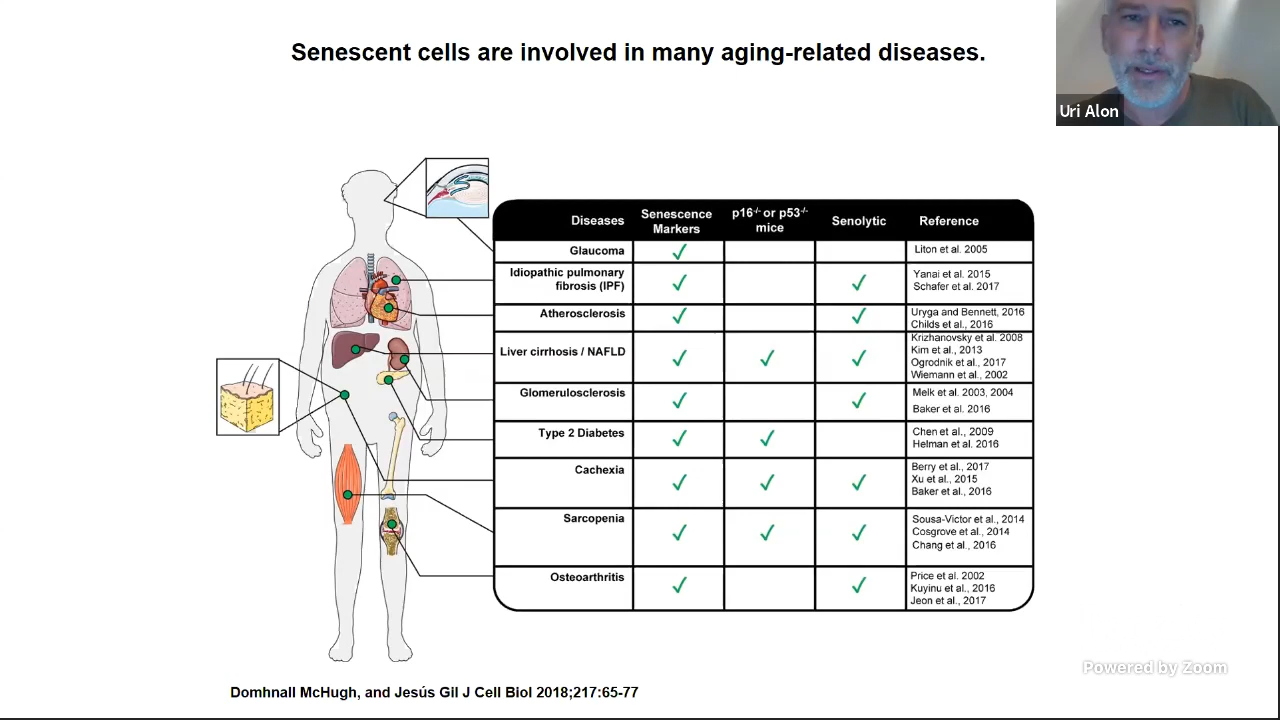 Senescent cells are involved in many aging-related diseases.
Uri Alon
Diseases
Senescence
Markers
p16-/- or p53-/-
mice
Senolytic
Reference
Glaucoma
✓
Liton et al. 2005
Idiopathic pulmonary
fibrosis (IPF)
✓
✓
Yanai et al. 2015
Schafer et al. 2017
Atherosclerosis
✓
✓
Uryga and Bennett, 2016
Childs et al., 2016
Liver cirrhosis / NAFLD
✓
✓
✓
Krizhanovsky et al. 2008
Kim et al., 2013
Ogrodnik et al. 2017
Wiemann et al., 2002
Glomerulosclerosis
✓
✓
Melk et al. 2003, 2004
Baker et al. 2016
Type 2 Diabetes
✓
✓
Chen et al., 2009
Helman et al. 2016
Cachexia
✓
✓
✓
Berry et al., 2017
Xu et al., 2015
Baker et al., 2016
Sarcopenia
✓
✓
✓
Sousa-Victor et al., 2014
Cosgrove et al., 2014
Chang et al., 2016
Osteoarthritis
✓
✓
Price et al. 2002
Kuyinu et al., 2016
Jeon et al., 2017
Powered by Zoom
Domhnall McHugh, and Jesús Gil J Cell Biol 2018;217:65-77